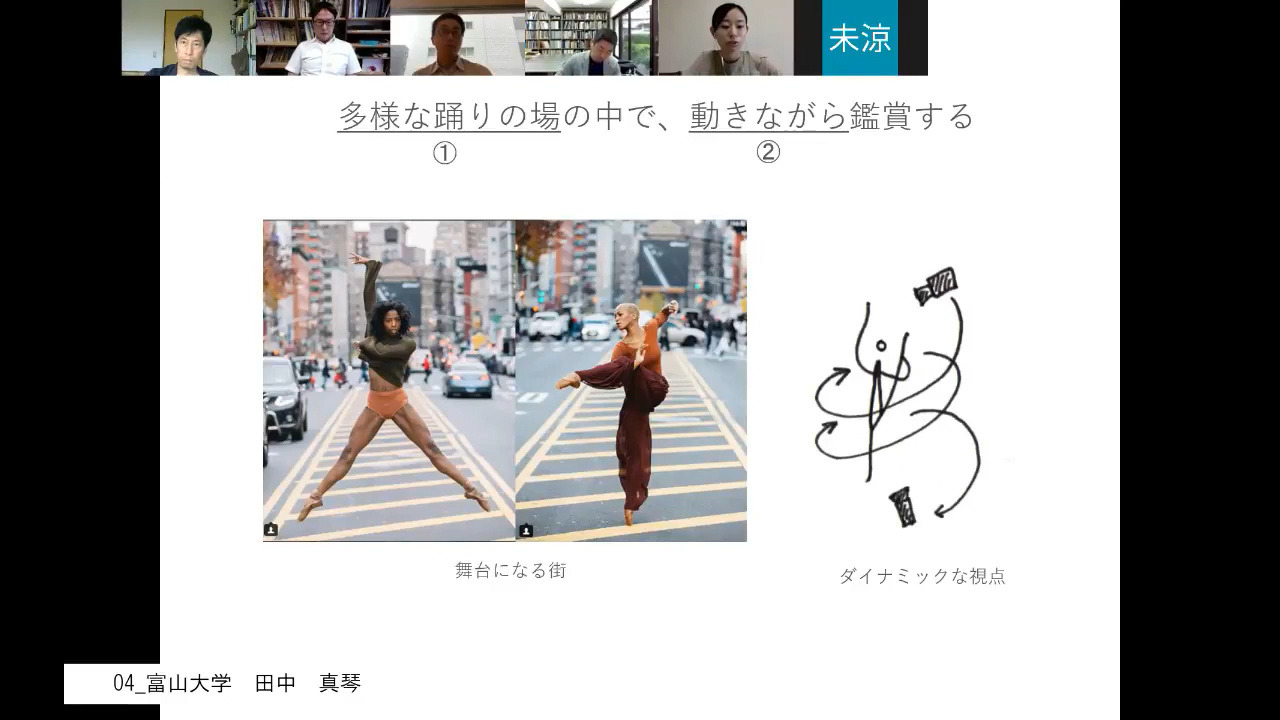 未涼
多様な踊りの場の中で、動きながら鑑賞する
① ②
舞台になる街
ダイナミックな視点
04_富山大学 田中 真琴